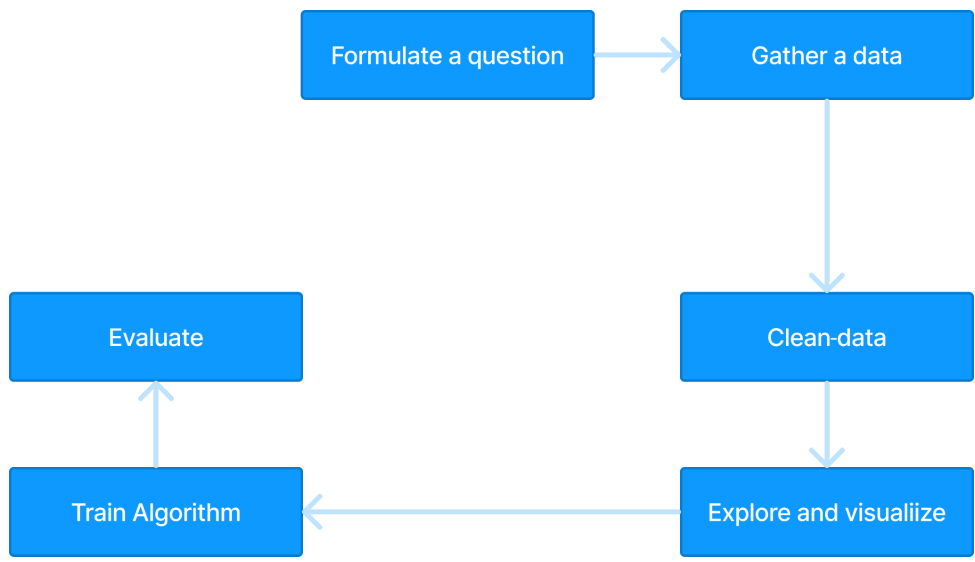 Formulate a question
Gather a data
Clean-data
Explore and visualiize
Train Algorithm
Evaluate